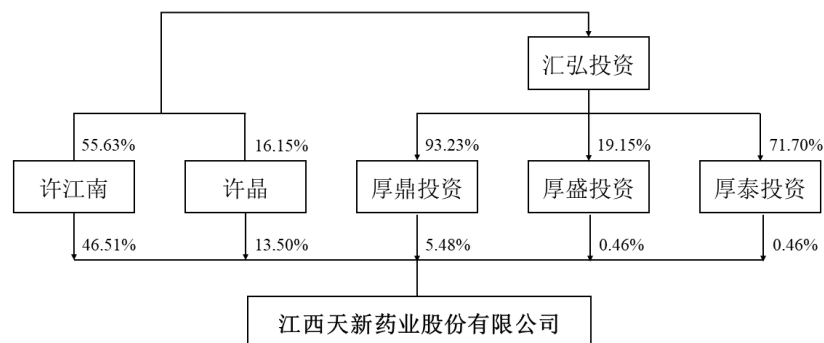 汇弘投资
55.63%
16.15%
93.23%
19.15%
71.70%
许江南
许晶
厚鼎投资
厚盛投资
厚泰投资
46.51%
13.50%
5.48%
0.46%
0.46%
江西天新药业股份有限公司